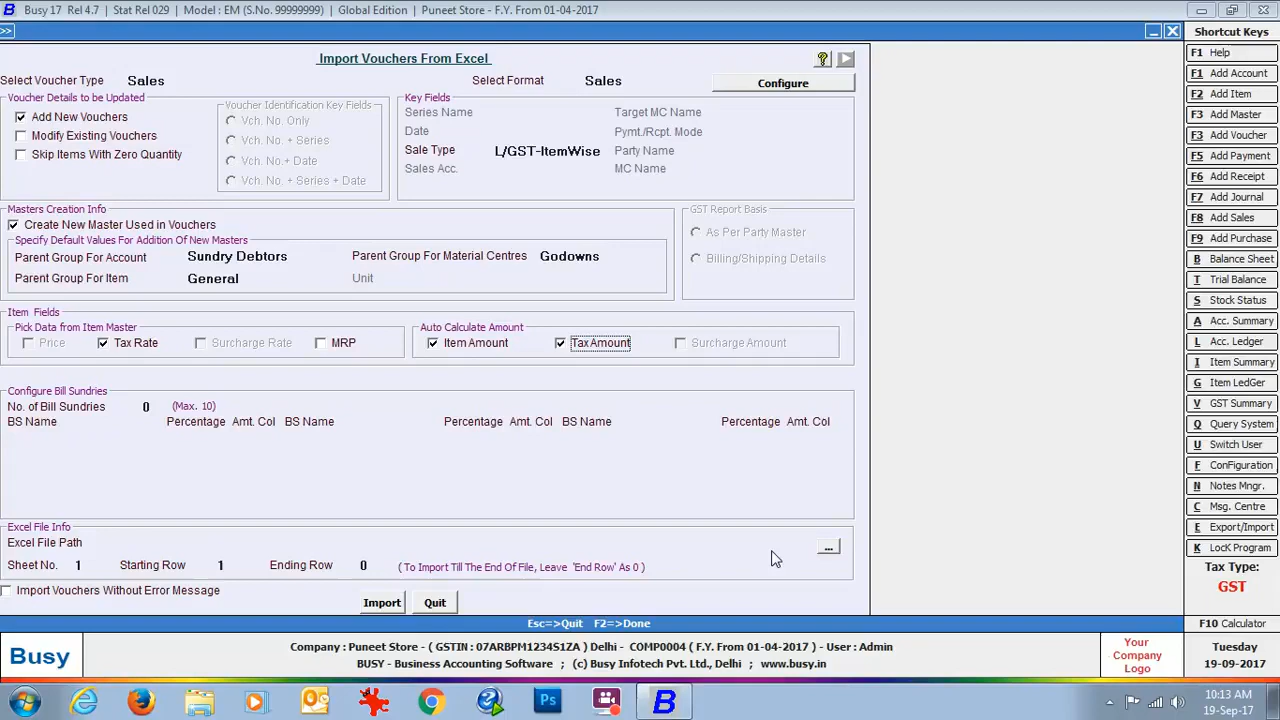 Busy 17 Rel 4.7 | Stat Rel 029 | Model : EM (S.No. 99999999) | Global Edition | Puneet Store - F.Y. From 01-04-2017
>>
Import Vouchers From Excel
Select Voucher Type Sales Select Format Sales Configure
Voucher Details to be Updated
Add New Vouchers
Modify Existing Vouchers
Skip Items With Zero Quantity
Voucher Identification Key Fields
Vch. No. Only
Vch. No. + Series
Vch. No.+ Date
Vch. No. + Series + Date
Key Fields
Series Name Target MC Name
Date Pymt./Rcpt. Mode
Sale Type L/GST-ItemWise Party Name
Sales Acc. MC Name
Masters Creation Info
Create New Master Used in Vouchers
Specify Default Values For Addition Of New Masters
Parent Group For Account Sundry Debtors Parent Group For Material Centres Godowns
Parent Group For Item General Unit
GST Report Basis
As Per Party Master
Billing/Shipping Details
Item Fields
Pick Data from Item Master
Price Tax Rate Surcharge Rate MRP
Auto Calculate Amount
Item Amount Tax Amount Surcharge Amount
Configure Bill Sundries
No. of Bill Sundries 0 (Max. 10)
BS Name Percentage Amt. Col BS Name Percentage Amt. Col BS Name Percentage Amt. Col
Excel File Info
Excel File Path ...
Sheet No. 1 Starting Row 1 Ending Row 0 ( To Import Till The End Of File, Leave 'End Row' As 0 )
Import Vouchers Without Error Message
Import Quit
Esc=>Quit F2=>Done
Shortcut Keys
F1 Help
F1 Add Account
F2 Add Item
F3 Add Master
F3 Add Voucher
F5 Add Payment
F6 Add Receipt
F7 Add Journal
F8 Add Sales
F9 Add Purchase
B Balance Sheet
T Trial Balance
S Stock Status
A Acc. Summary
L Acc. Ledger
I Item Summary
G Item LedGer
V GST Summary
Q Query System
U Switch User
F ConFiguration
N Notes Mngr.
C Msg. Centre
E Export/Import
K LocK Program
Tax Type:
GST
F10 Calculator
Busy
Company : Puneet Store - ( GSTIN : 07ARBPM1234S1ZA ) Delhi - COMP0004 ( F.Y. From 01-04-2017 ) - User : Admin
BUSY - Business Accounting Software ; (c) Busy Infotech Pvt. Ltd., Delhi ; www.busy.in
Your
Company
Logo
Tuesday
19-09-2017
Ps
B
10:13 AM
19-Sep-17